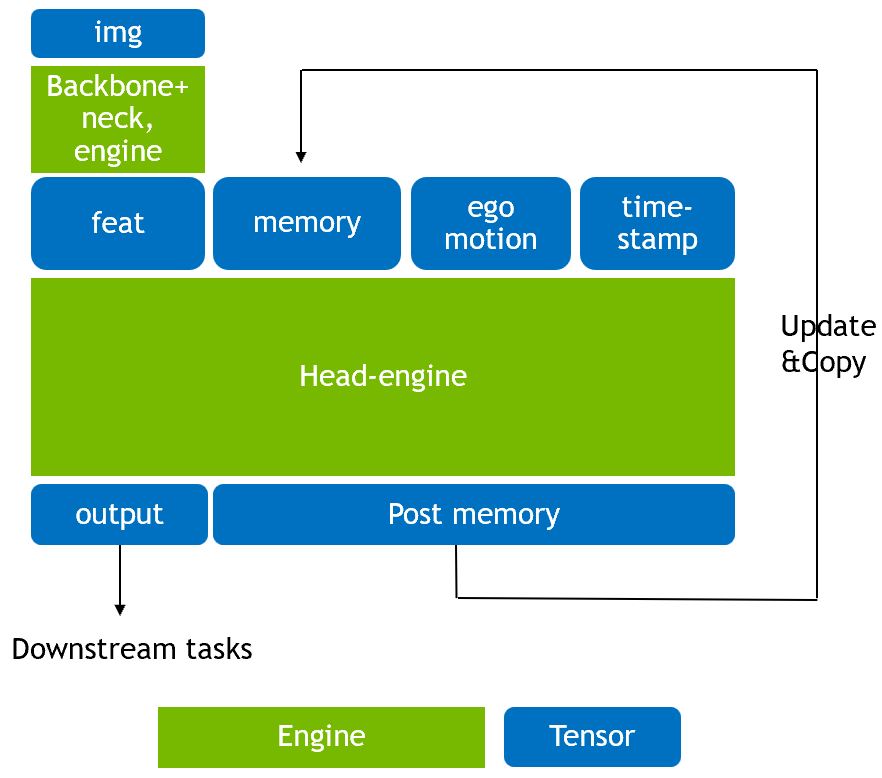 img
Backbone+
neck,
engine
feat
memory
ego
motion
time-
stamp
Head-engine
Update
&Copy
output
Post memory
Downstream tasks
Engine
Tensor